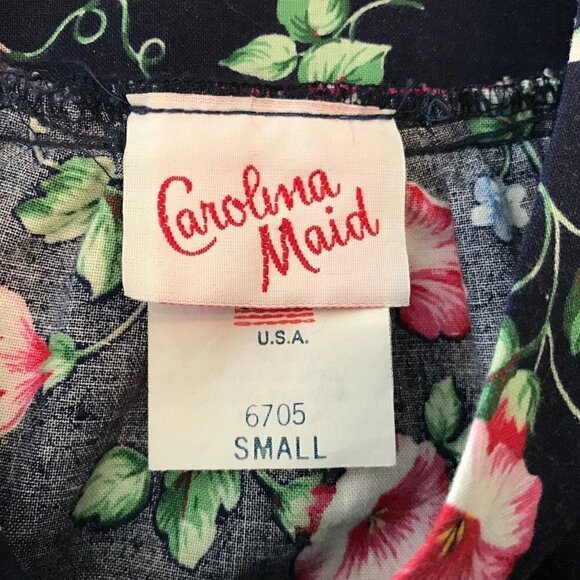 Carolina
Maid
U.S.A.
6705
SMALL